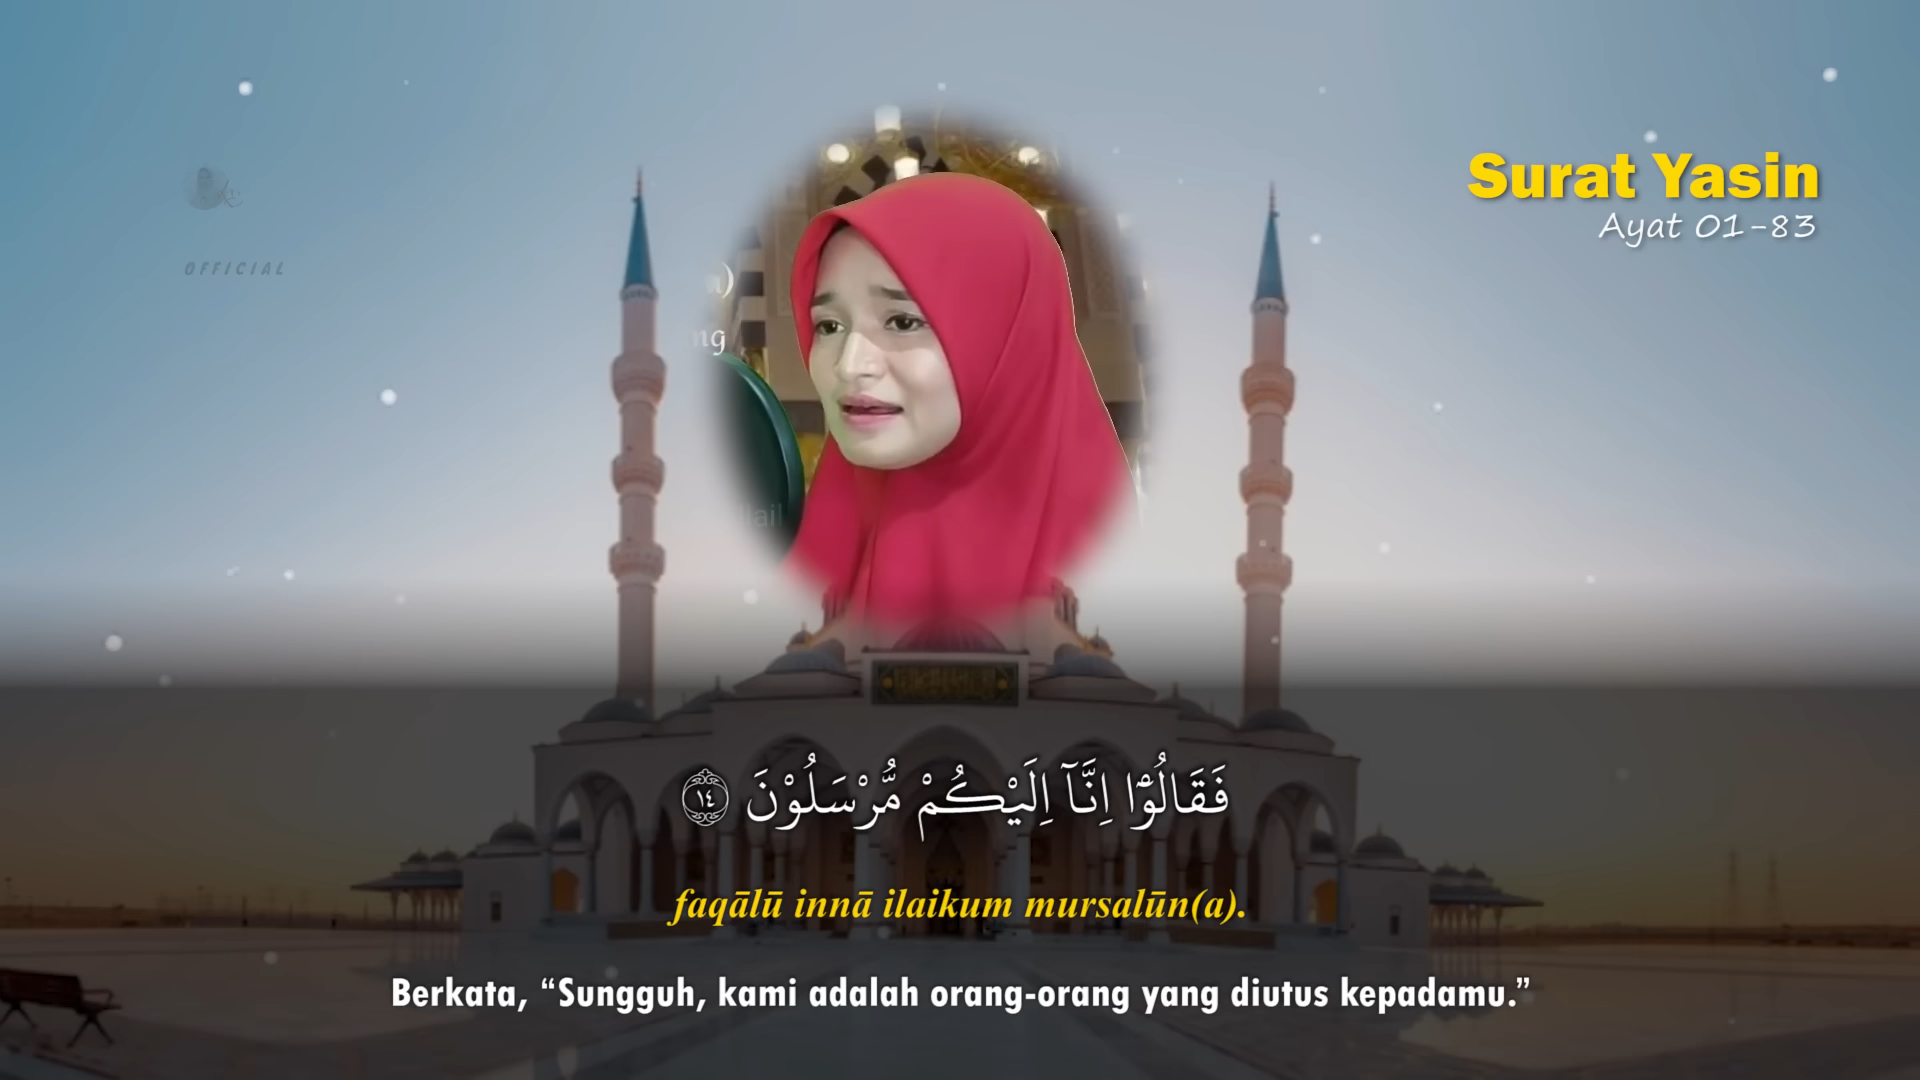 OFFICIAL
Surat Yasin
Ayat 01-83
فَقَالُوْٓا اِنَّآ اِلَيْكُمْ مُّرْسَلُوْنَ ١٤
faqālū innā ilaikum mursalūn(a).
Berkata, “Sungguh, kami adalah orang-orang yang diutus kepadamu.”